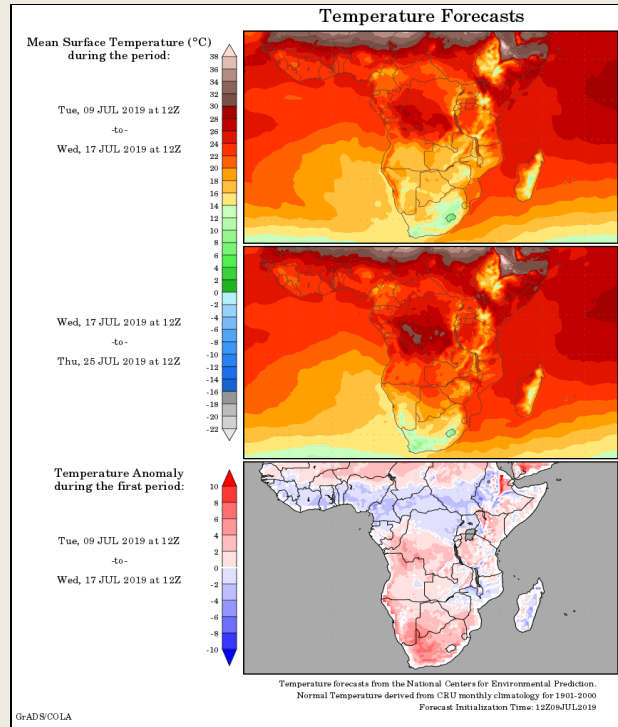 Temperature Forecasts
Mean Surface Temperature (°C)
during the period:
38
36
34
32
30
28
26
24
22
20
18
16
14
12
10
8
6
4
2
0
-2
-4
-6
-8
-10
-12
-14
-16
-18
-20
-22
Tue, 09 JUL 2019 at 12Z
-to-
Wed, 17 JUL 2019 at 12Z
Wed, 17 JUL 2019 at 12Z
-to-
Thu, 25 JUL 2019 at 12Z
Temperature Anomaly
during the first period:
10
8
6
4
2
0
-2
-4
-6
-8
-10
Tue, 09 JUL 2019 at 12Z
-to-
Wed, 17 JUL 2019 at 12Z
Temperature forecasts from the National Centers for Environmental Prediction.
Normal Temperature derived from CRU monthly climatology for 1901-2000
Forecast Initialization Time: 12Z09JUL2019
GrADS/COLA